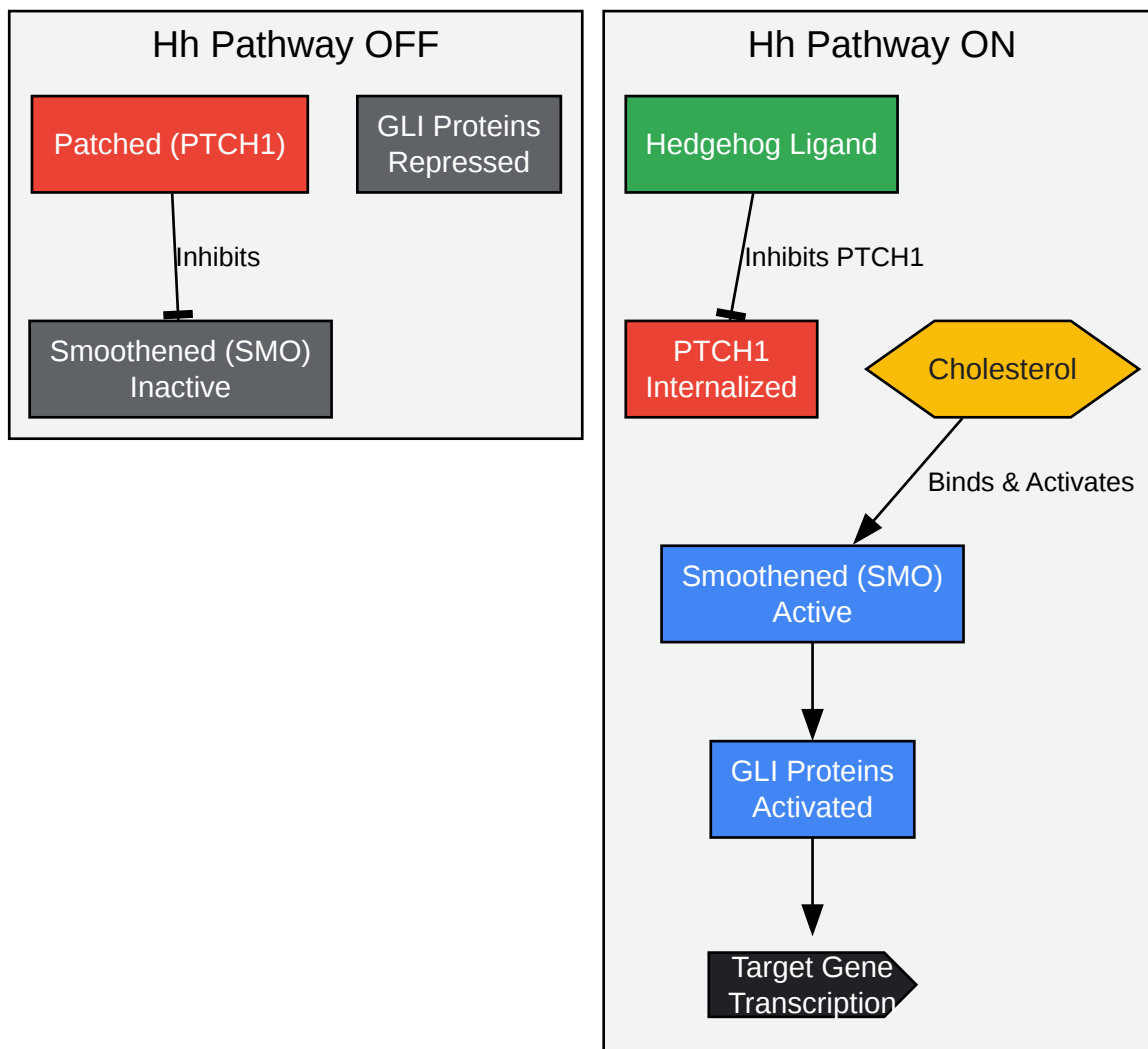 Hh Pathway OFF
Patched (PTCH1)
GLI Proteins
Repressed
Inhibits
Smoothened (SMO)
Inactive
Hh Pathway ON
Hedgehog Ligand
Inhibits PTCH1
PTCH1
Internalized
Cholesterol
Binds & Activates
Smoothened (SMO)
Active
GLI Proteins
Activated
Target Gene
Transcription